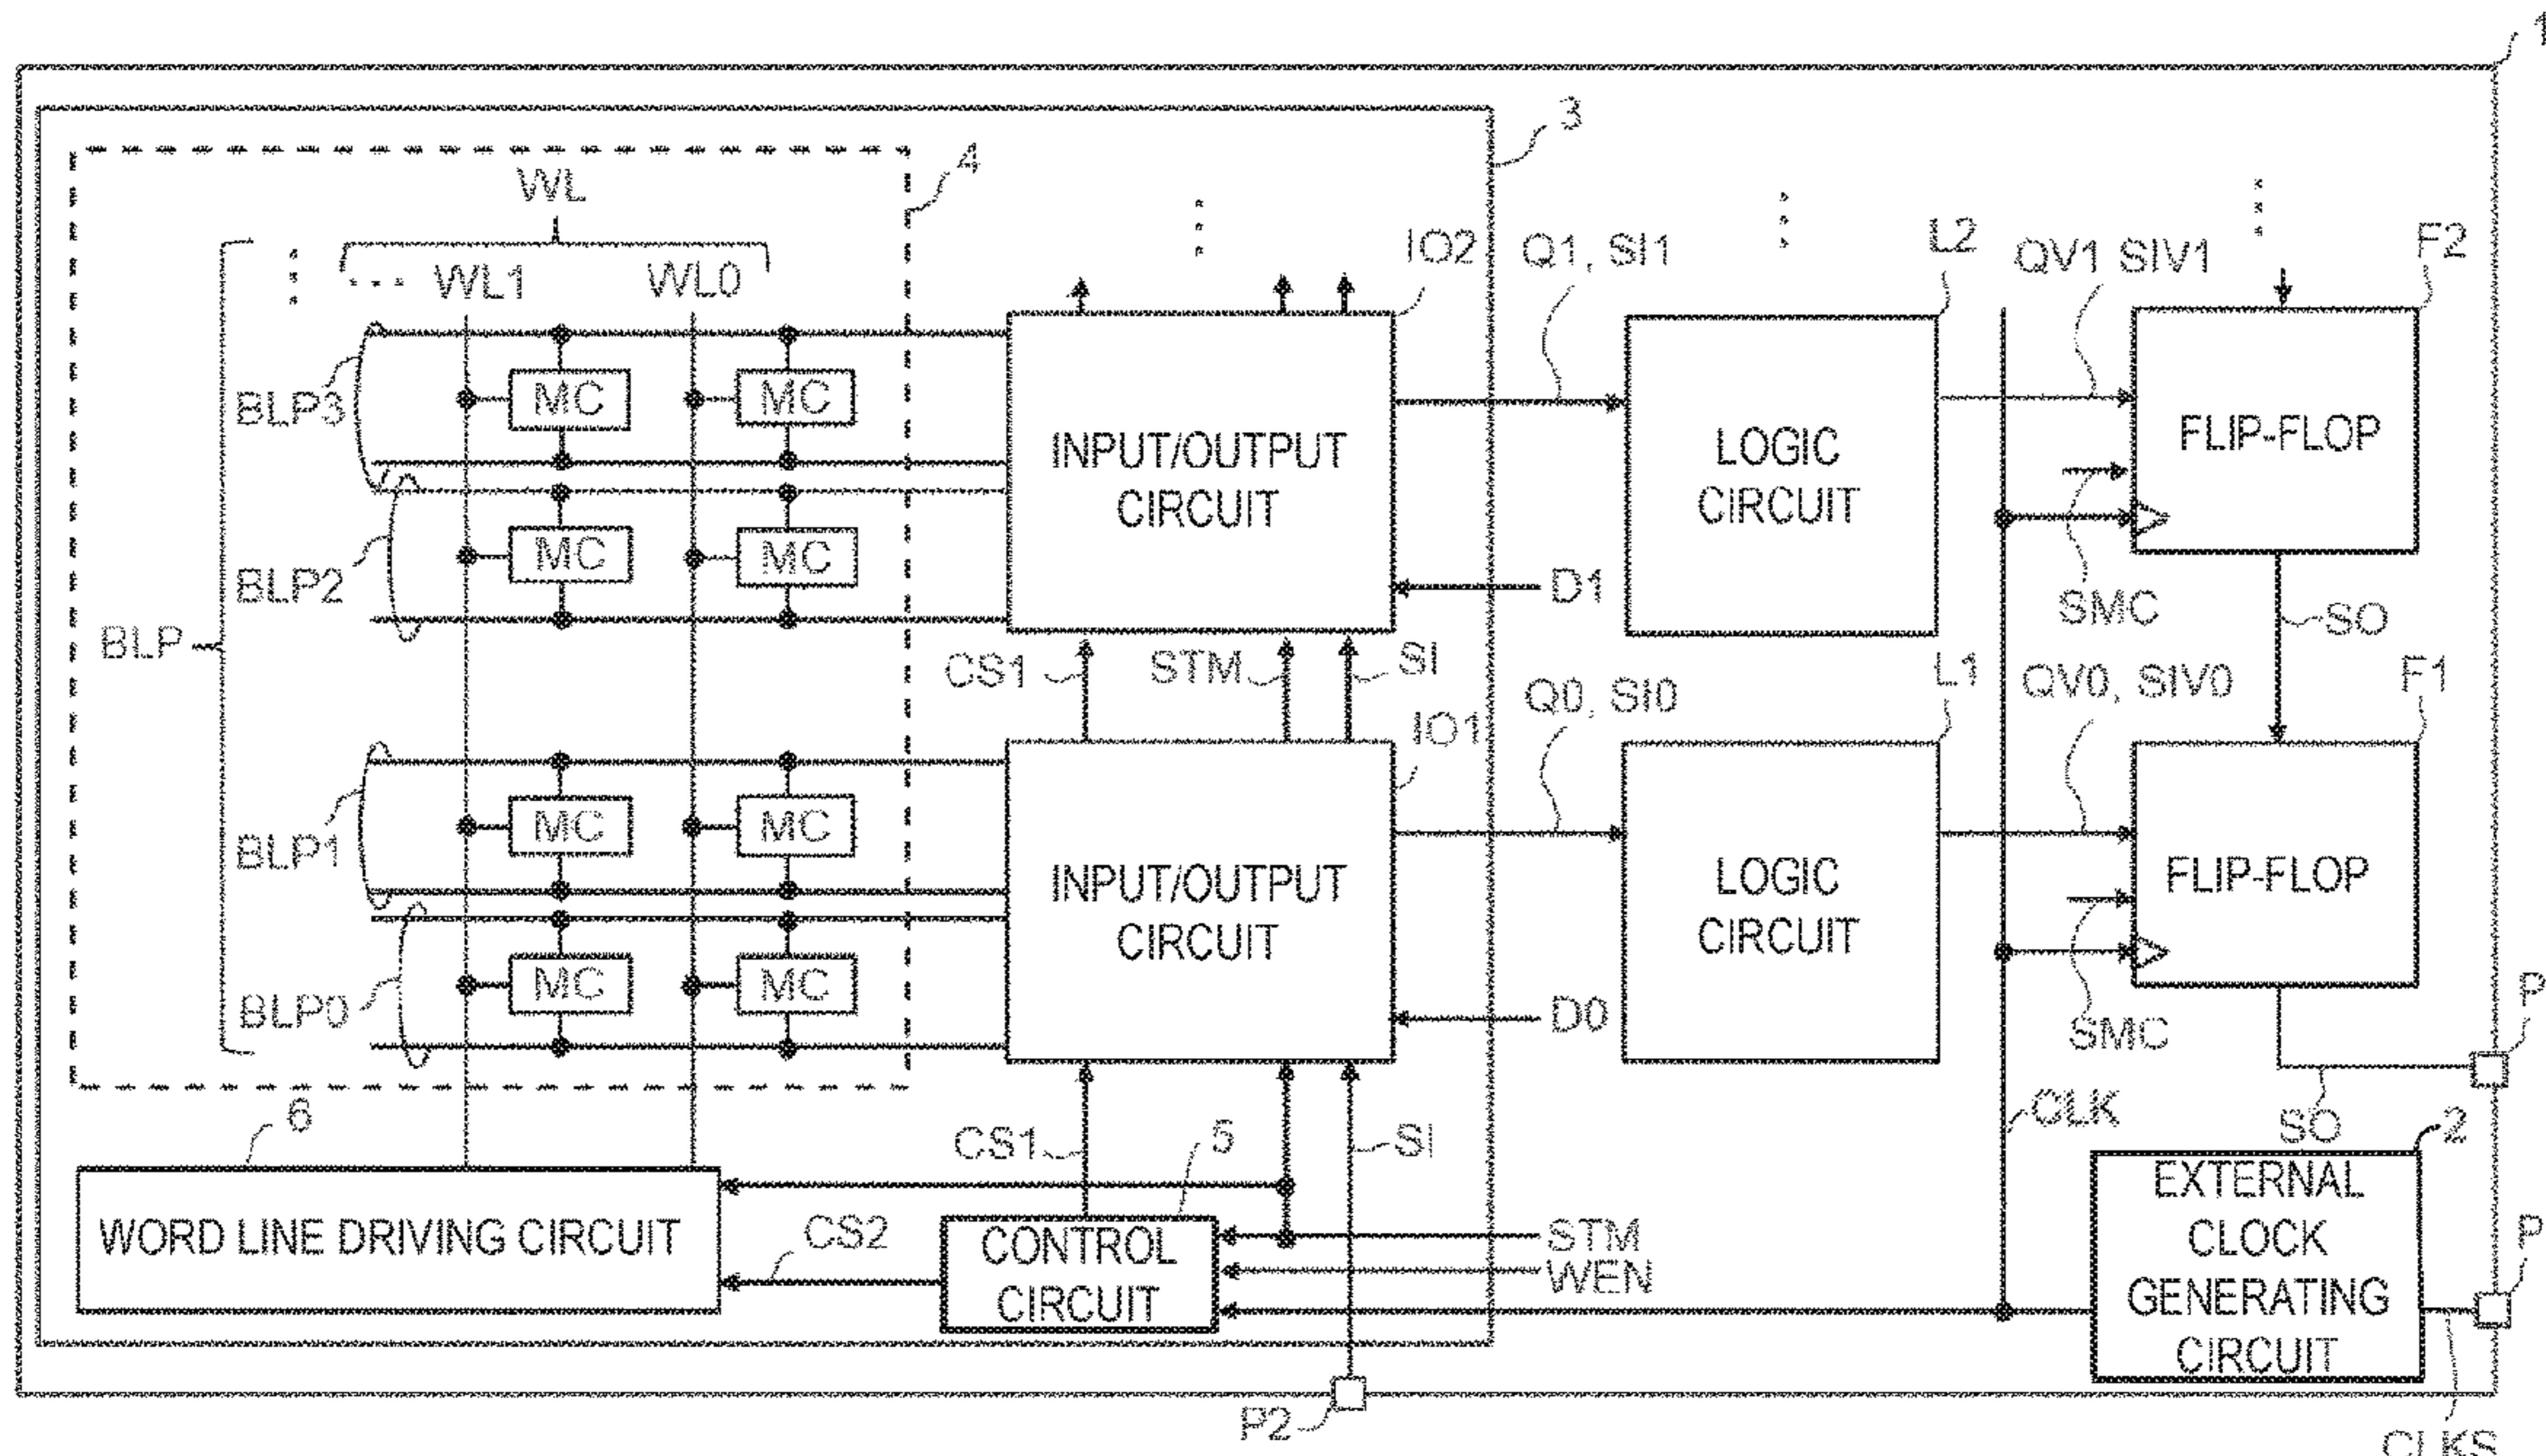 1
3
4
WL
... WL1 WL0
IO2
Q1, SI1
L2
QV1 SIV1
F2
BLP3
MC
MC
INPUT/OUTPUT
CIRCUIT
LOGIC
CIRCUIT
FLIP-FLOP
BLP2
MC
MC
D1
SMC
SO
BLP
CS1
STM
SI
IO1
Q0, SI0
L1
QV0, SIV0
F1
BLP1
MC
MC
INPUT/OUTPUT
CIRCUIT
LOGIC
CIRCUIT
FLIP-FLOP
BLP0
MC
MC
D0
SMC
P
6
CS1
5
SI
CLK
SO
2
WORD LINE DRIVING CIRCUIT
CS2
CONTROL
CIRCUIT
STM
WEN
EXTERNAL
CLOCK
GENERATING
CIRCUIT
P
P2
CLKS